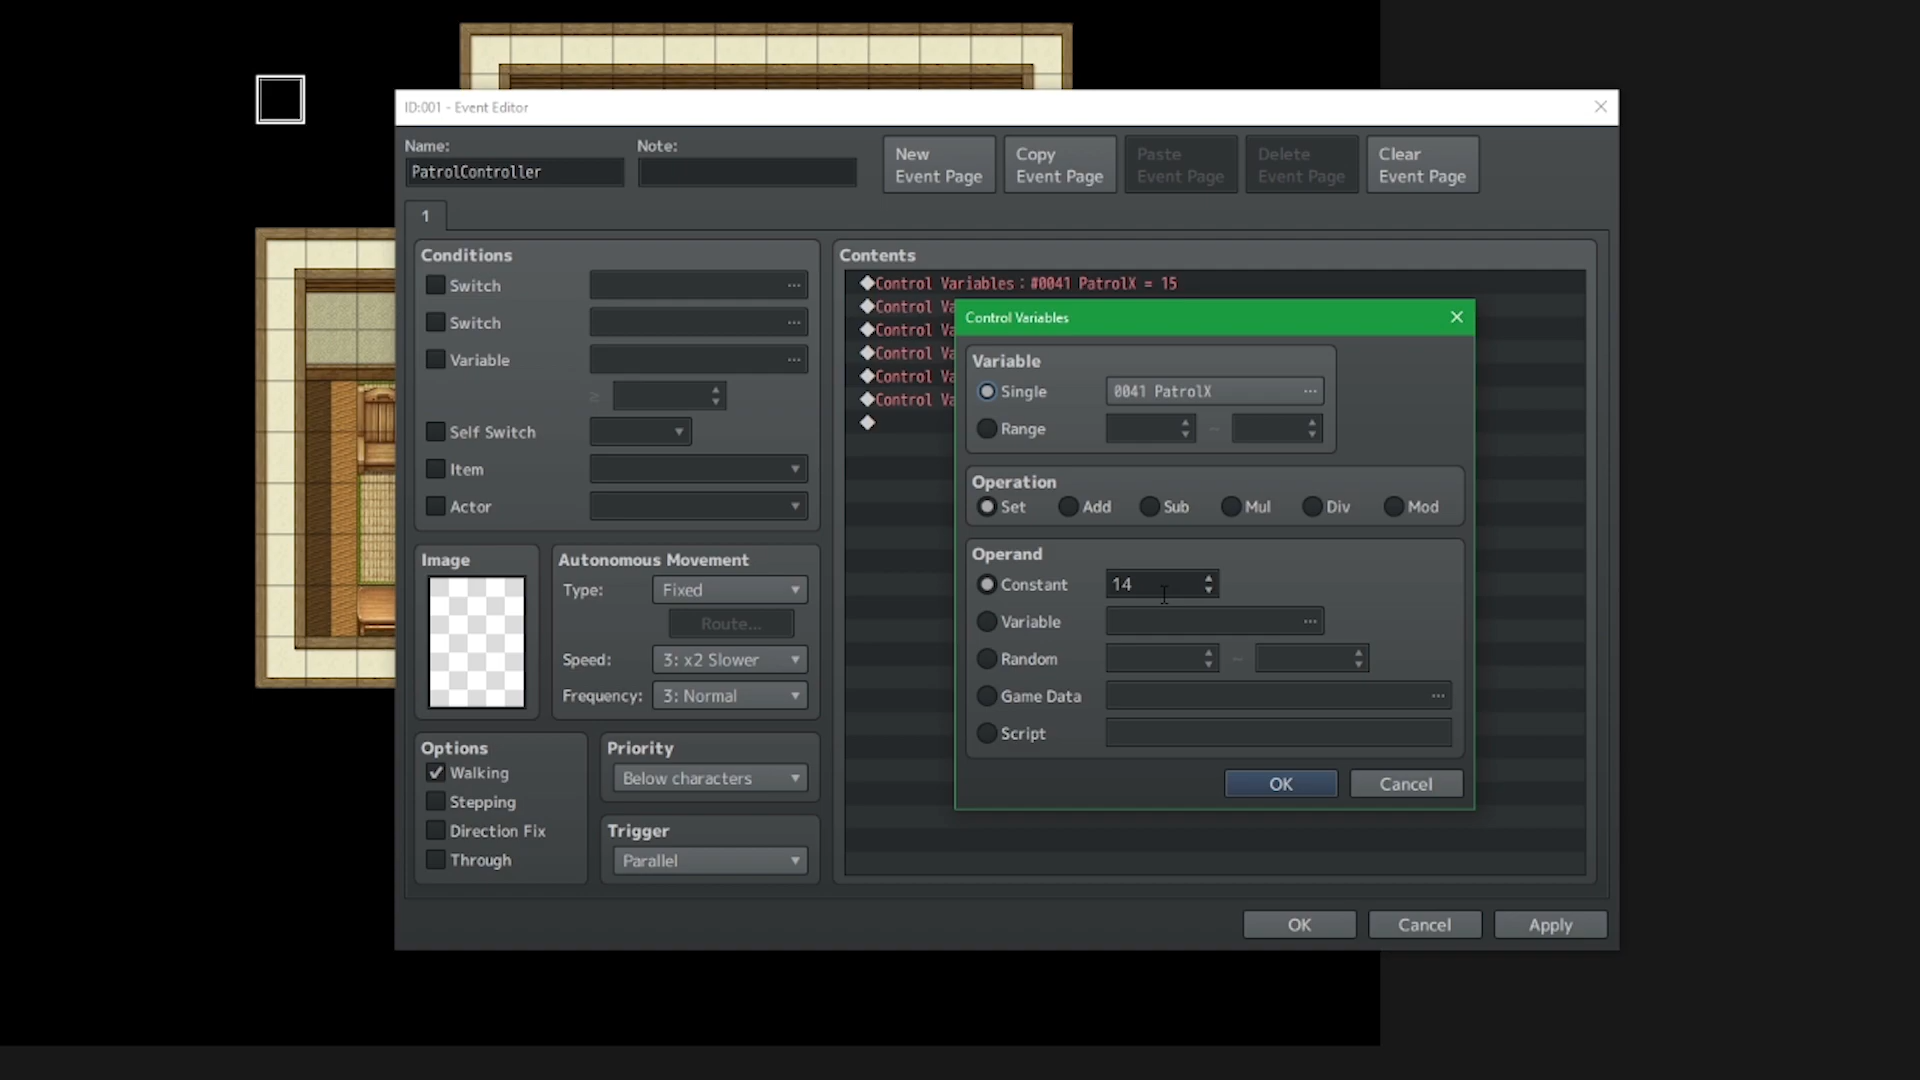 ID:001 - Event Editor
Name:
Note:
PatrolController
New Event Page
Copy Event Page
Paste Event Page
Delete Event Page
Clear Event Page
1
Conditions
Switch ...
Switch ...
Variable ...
≥
Self Switch
Item
Actor
Image
Autonomous Movement
Type: Fixed
Route...
Speed: 3: x2 Slower
Frequency: 3: Normal
Options
Walking
Stepping
Direction Fix
Through
Priority
Below characters
Trigger
Parallel
Contents
◆Control Variables:#0041 PatrolX = 15
◆Control Va
◆Control Va
◆Control Va
◆Control Va
◆Control Va
◆
Control Variables
Variable
Single 0041 PatrolX ...
Range ~
Operation
Set Add Sub Mul Div Mod
Operand
Constant 14
Variable ...
Random ~
Game Data ...
Script
OK Cancel
OK Cancel Apply